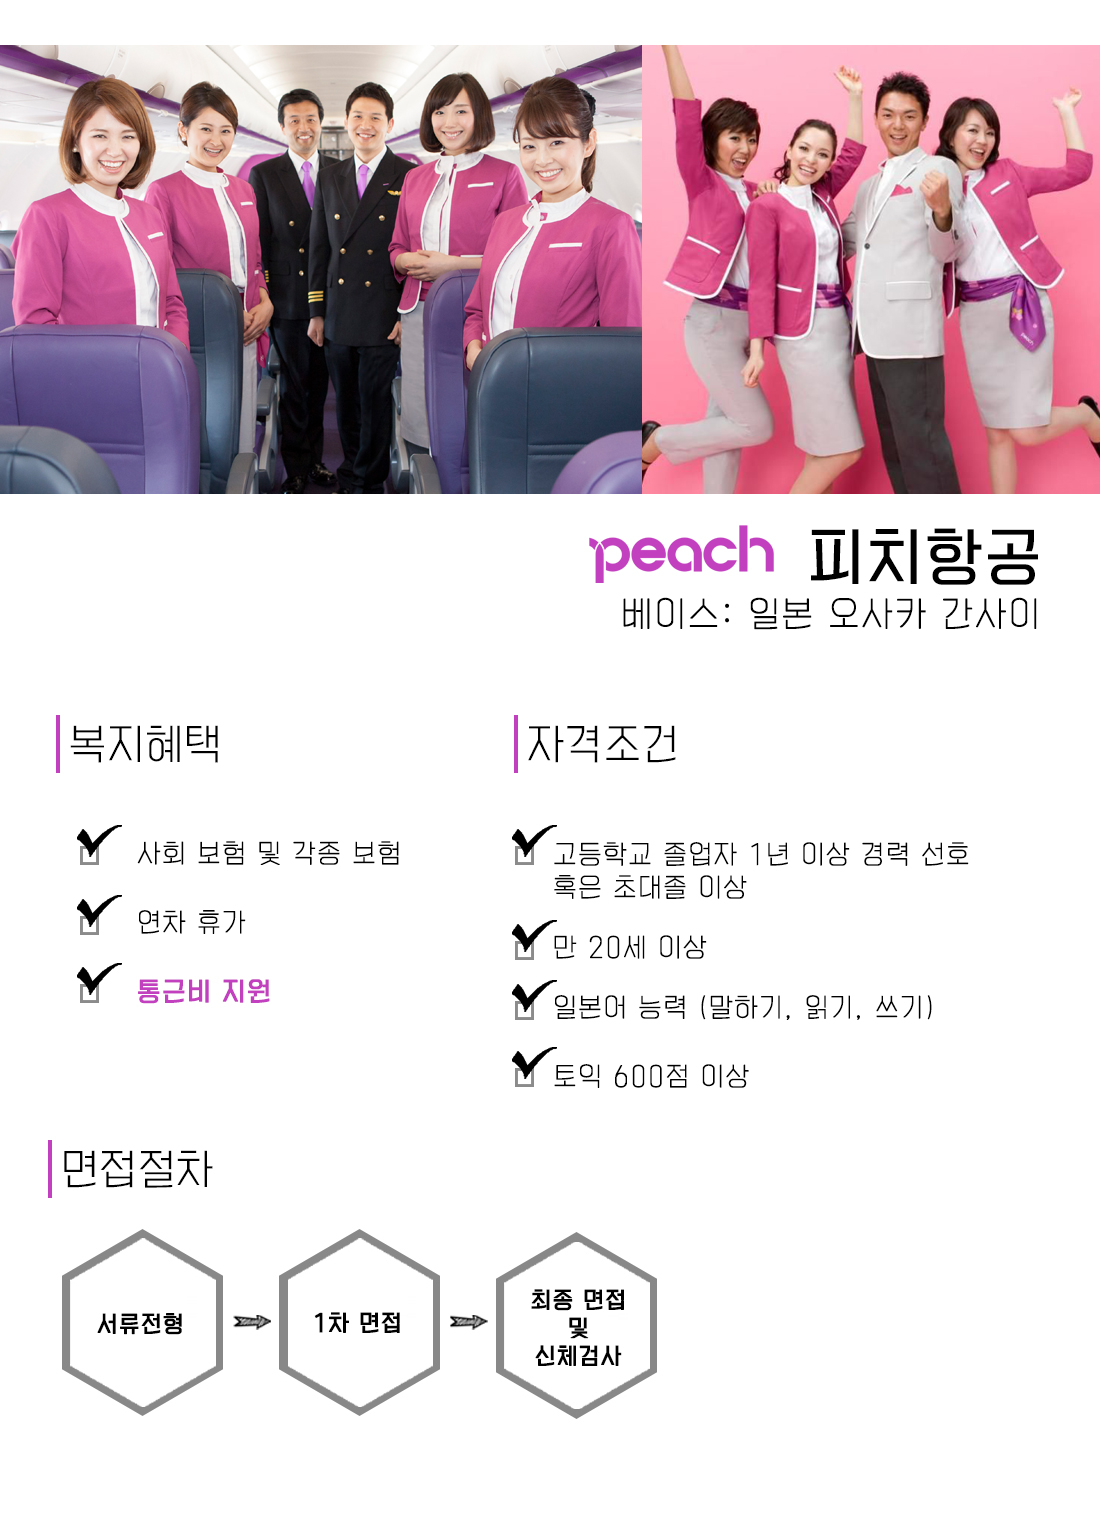 peach 피치항공
베이스: 일본 오사카 간사이
복지혜택
사회 보험 및 각종 보험
연차 휴가
통근비 지원
자격조건
고등학교 졸업자 1년 이상 경력 선호
혹은 초대졸 이상
만 20세 이상
일본어 능력 (말하기, 읽기, 쓰기)
토익 600점 이상
면접절차
서류전형
1차 면접
최종 면접
및
신체검사